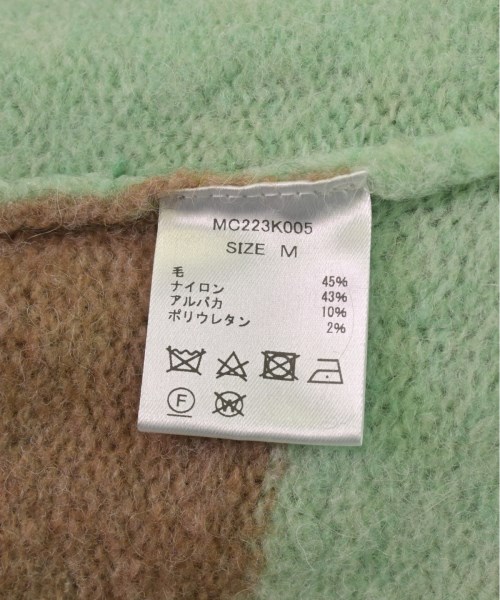 MC223K005
SIZE M
毛 45%
ナイロン 43%
アルパカ 10%
ポリウレタン 2%
F W